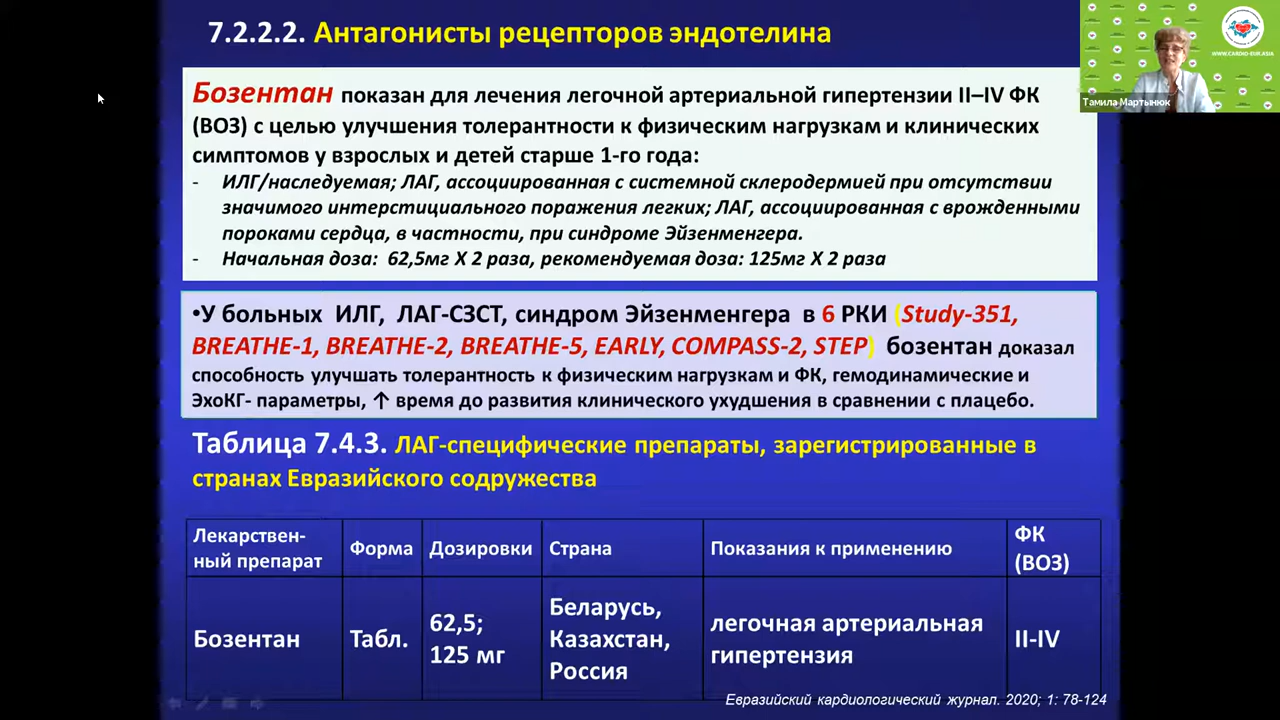 7.2.2.2. Антагонисты рецепторов эндотелина
WWW.CARDIO-EUR.ASIA
Тамила Мартынюк
Бозентан показан для лечения легочной артериальной гипертензии II–IV ФК
(ВОЗ) с целью улучшения толерантности к физическим нагрузкам и клинических
симптомов у взрослых и детей старше 1-го года:
- ИЛГ/наследуемая; ЛАГ, ассоциированная с системной склеродермией при отсутствии
значимого интерстициального поражения легких; ЛАГ, ассоциированная с врожденными
пороками сердца, в частности, при синдроме Эйзенменгера.
- Начальная доза: 62,5мг X 2 раза, рекомендуемая доза: 125мг X 2 раза
•У больных ИЛГ, ЛАГ-СЗСТ, синдром Эйзенменгера в 6 РКИ (Study-351,
BREATHE-1, BREATHE-2, BREATHE-5, EARLY, COMPASS-2, STEP) бозентан доказал
способность улучшать толерантность к физическим нагрузкам и ФК, гемодинамические и
ЭхоКГ- параметры, ↑ время до развития клинического ухудшения в сравнении с плацебо.
Таблица 7.4.3. ЛАГ-специфические препараты, зарегистрированные в
странах Евразийского содружества
Лекарствен-
ный препарат
Форма
Дозировки
Страна
Показания к применению
ФК
(ВОЗ)
Бозентан
Табл.
62,5;
125 мг
Беларусь,
Казахстан,
Россия
легочная артериальная
гипертензия
II-IV
Евразийский кардиологический журнал. 2020; 1: 78-124